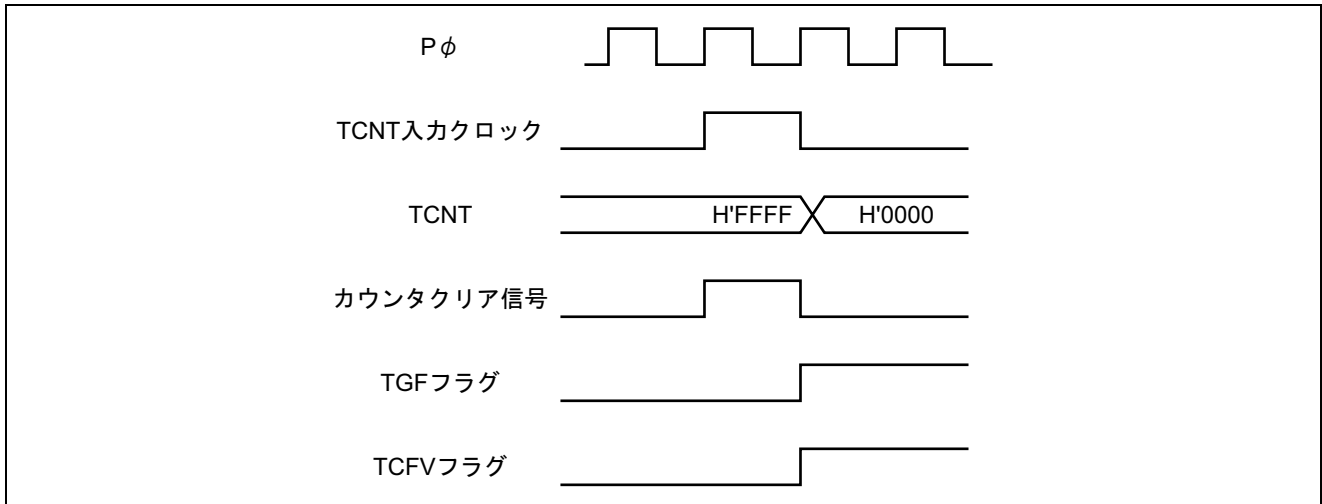 Pφ
TCNT入力クロック
TCNT
H'FFFF
H'0000
カウンタクリア信号
TGFフラグ
TCFVフラグ